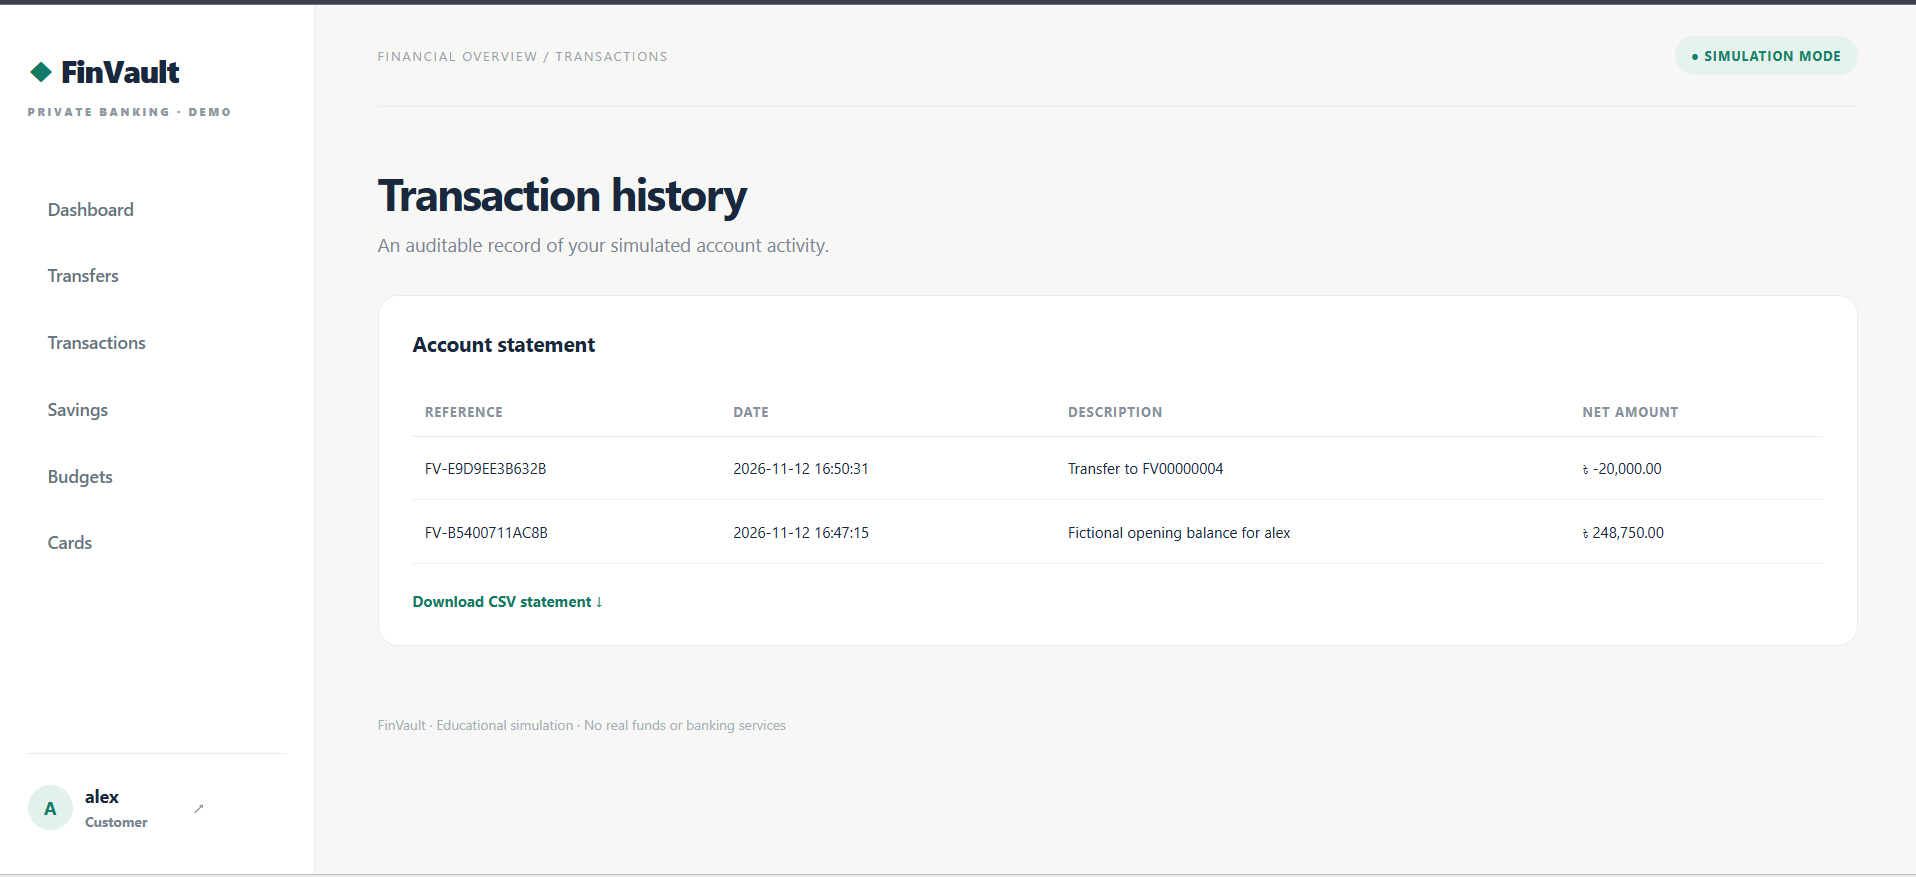 FinVault
PRIVATE BANKING · DEMO
Dashboard
Transfers
Transactions
Savings
Budgets
Cards
A
alex
Customer
↗
FINANCIAL OVERVIEW / TRANSACTIONS
● SIMULATION MODE
Transaction history
An auditable record of your simulated account activity.
Account statement
REFERENCE DATE DESCRIPTION NET AMOUNT
FV-E9D9EE3B632B 2026-11-12 16:50:31 Transfer to FV00000004 ৳ -20,000.00
FV-B5400711AC8B 2026-11-12 16:47:15 Fictional opening balance for alex ৳ 248,750.00
Download CSV statement ↓
FinVault · Educational simulation · No real funds or banking services